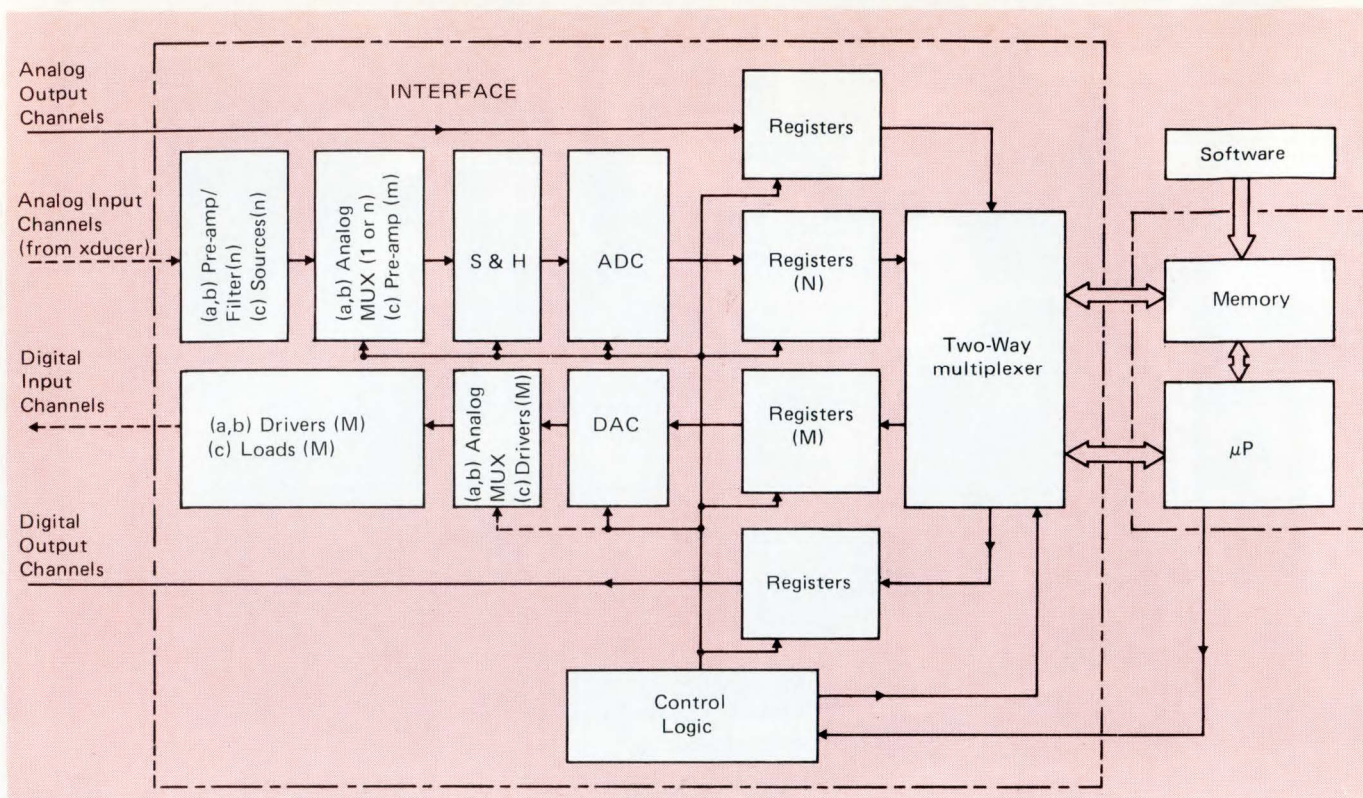 Analog
Output
Channels
INTERFACE
Registers
Software
Analog Input
Channels
(from xducer)
(a,b) Pre-amp/
Filter(n)
(c) Sources(n)
(a,b) Analog
MUX (1 or n)
(c) Pre-amp (m)
S & H
ADC
Registers
(N)
Two-Way
multiplexer
Memory
Digital
Input
Channels
(a,b) Drivers (M)
(c) Loads (M)
(a,b) Analog
MUX
(c) Drivers(M)
DAC
Registers
(M)
μP
Digital
Output
Channels
Registers
Control
Logic